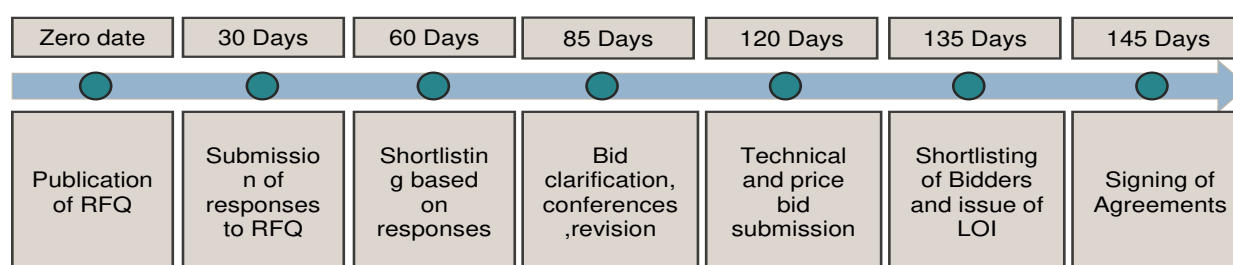 Zero date
30 Days
60 Days
85 Days
120 Days
135 Days
145 Days
Publication
of RFQ
Submissio
n of
responses
to RFQ
Shortlistin
g based
on
responses
Bid
clarification,
conferences
,revision
Technical
and price
bid
submission
Shortlisting
of Bidders
and issue of
LOI
Signing of
Agreements